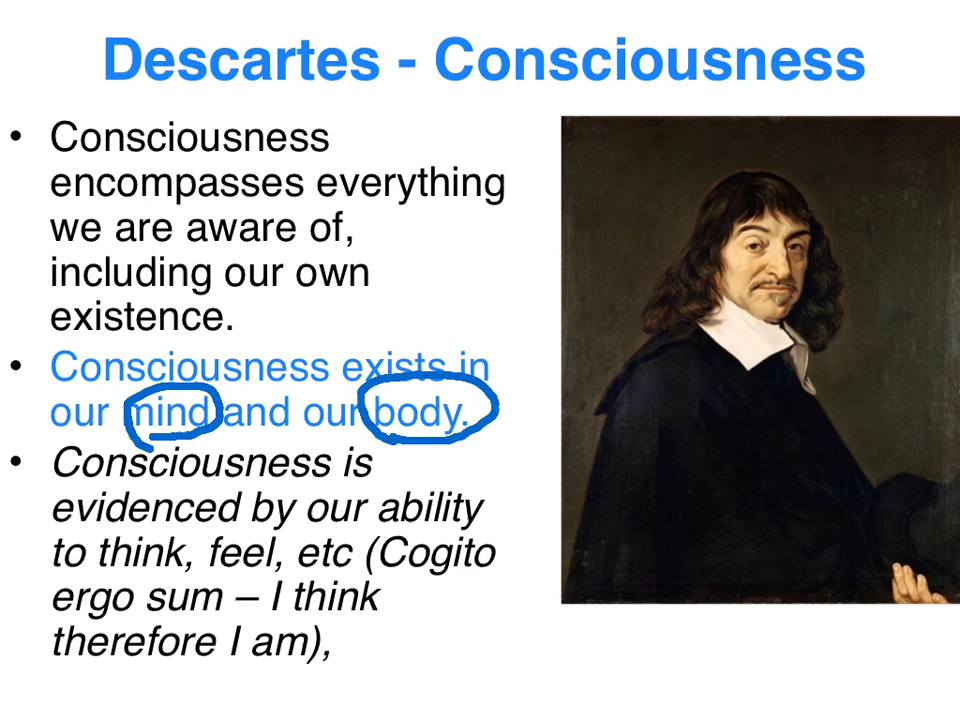 Descartes - Consciousness
• Consciousness
encompasses everything
we are aware of,
including our own
existence.
• Consciousness exists in
our mind and our body.
• Consciousness is
evidenced by our ability
to think, feel, etc (Cogito
ergo sum – I think
therefore I am),